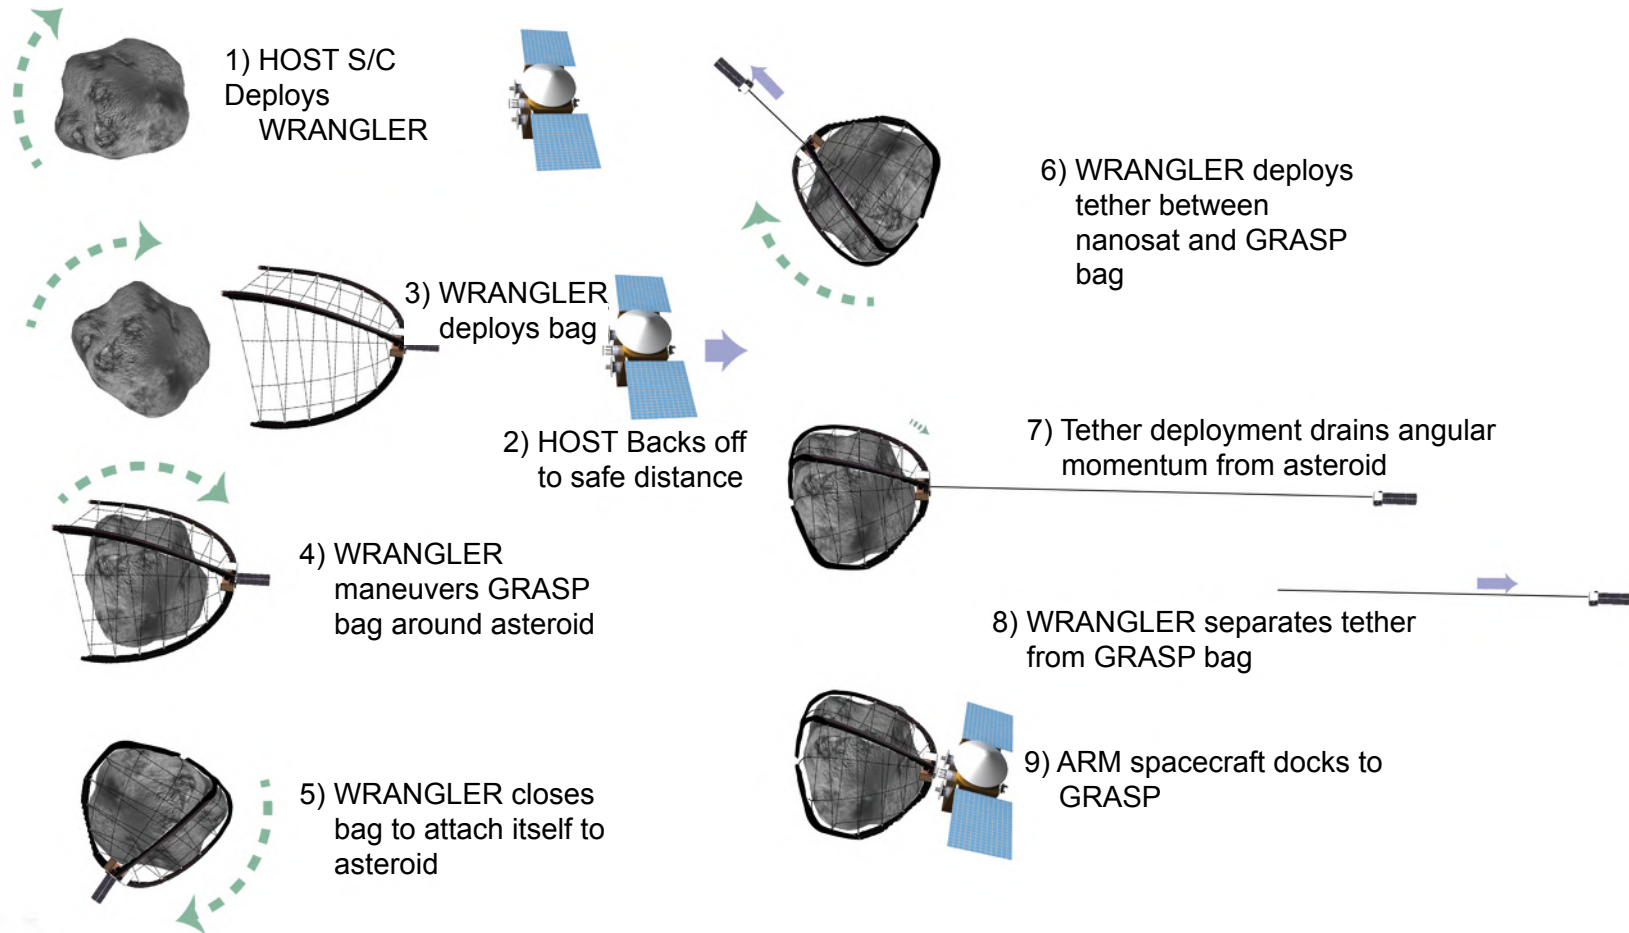 1) HOST S/C
Deploys
WRANGLER
3) WRANGLER
deploys bag
2) HOST Backs off
to safe distance
4) WRANGLER
maneuvers GRASP
bag around asteroid
5) WRANGLER closes
bag to attach itself to
asteroid
6) WRANGLER deploys
tether between
nanosat and GRASP
bag
7) Tether deployment drains angular
momentum from asteroid
8) WRANGLER separates tether
from GRASP bag
9) ARM spacecraft docks to
GRASP